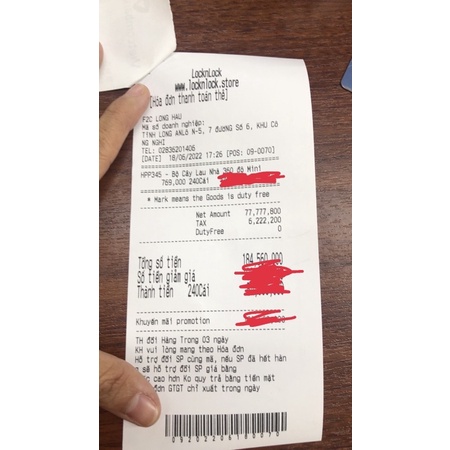 LocknLock
www.locknlock.store
[Hóa đơn thanh toán thẻ]
F2C LONG HAU
Mã số doanh nghiệp:
TỈNH LONG ANLô N-5, 7 đƯỜNG Số 6, KHU Cô
NG NGHI
TEL: 02836201406
[DATE] 18/06/2022 17:26 [POS: 09-0070]
HPP345 - Bộ Cây Lau Nhà 360 độ Mini
769,000 240Cái
* Mark means the Goods is duty free
Net Amount 77,777,800
TAX 6,222,200
DutyFree 0
Tổng số tiền 184,560,000
Số tiền giảm giá
Thành tiền 240Cái
Khuyến mãi promotion
TH đổi Hàng Trong 03 ngày
KH vui lòng mang theo Hóa đơn
Hỗ trợ đổi SP cùng mã, nếu SP đã hết hàn
g sẽ hỗ trợ đổi SP giá bằng
cao hơn Ko quy trả bằng tiền mặt
đơn GTGT chỉ xuất trong ngày